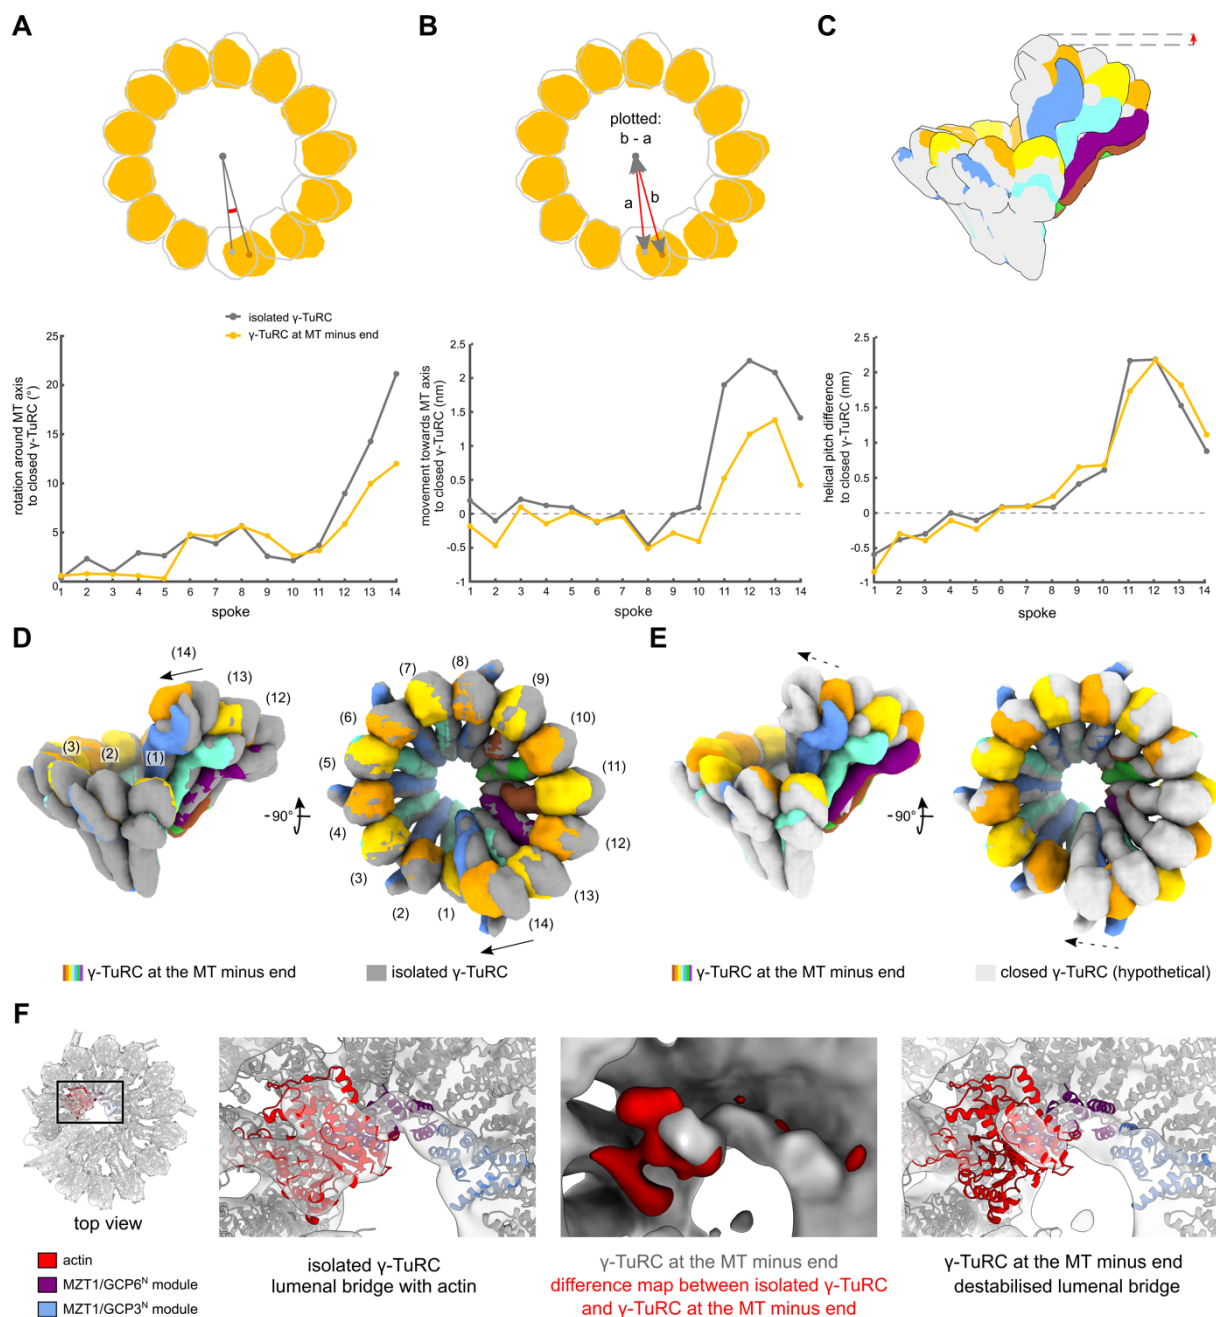 A
B
C
plotted:
b - a
a
b
isolated γ-TuRC
γ-TuRC at MT minus end
rotation around MT axis
to closed γ-TuRC (°)
25
20
15
10
5
0
1 2 3 4 5 6 7 8 9 10 11 12 13 14
spoke
movement towards MT axis
to closed γ-TuRC (nm)
2.5
2
1.5
1
0.5
0
-0.5
-1
1 2 3 4 5 6 7 8 9 10 11 12 13 14
spoke
helical pitch difference
to closed γ-TuRC (nm)
2.5
2
1.5
1
0.5
0
-0.5
-1
1 2 3 4 5 6 7 8 9 10 11 12 13 14
spoke
D
(14)
(13)
(12)
(3)
(2)
(1)
-90°
(7)
(8)
(9)
(6)
(10)
(5)
(11)
(4)
(12)
(3)
(13)
(2)
(1)
(14)
γ-TuRC at the MT minus end
isolated γ-TuRC
E
-90°
γ-TuRC at the MT minus end
closed γ-TuRC (hypothetical)
F
top view
actin
MZT1/GCP6ᴺ module
MZT1/GCP3ᴺ module
isolated γ-TuRC
lumenal bridge with actin
γ-TuRC at the MT minus end
difference map between isolated γ-TuRC
and γ-TuRC at the MT minus end
γ-TuRC at the MT minus end
destabilised lumenal bridge